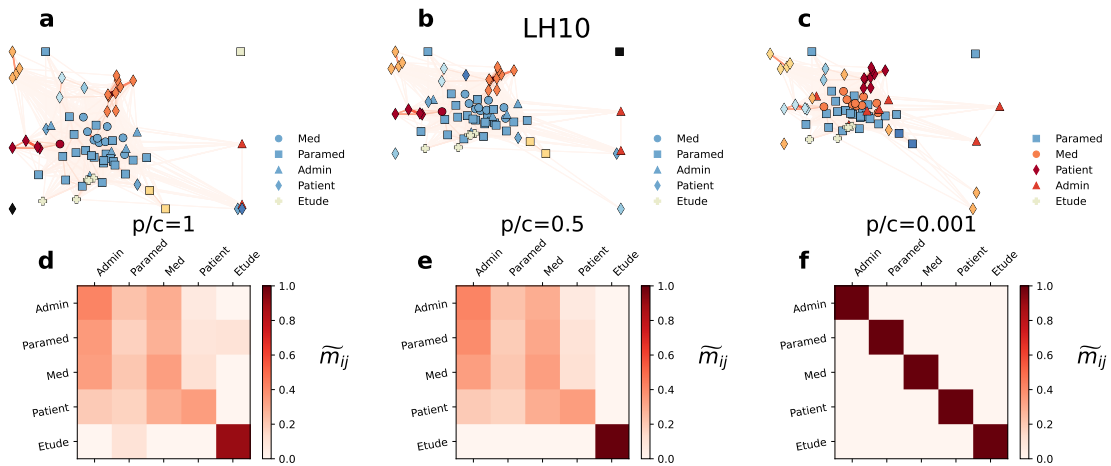 a
b
c
LH10
Med
Paramed
Admin
Patient
Etude
Med
Paramed
Admin
Patient
Etude
Paramed
Med
Patient
Admin
Etude
p/c=1
p/c=0.5
p/c=0.001
d
e
f
Admin Paramed Med Patient Etude
Admin Paramed Med Patient Etude
Admin Paramed Med Patient Etude
Admin
Paramed
Med
Patient
Etude
1.0
0.8
0.6
0.4
0.2
0.0
m̃ij
Admin
Paramed
Med
Patient
Etude
1.0
0.8
0.6
0.4
0.2
0.0
m̃ij
Admin
Paramed
Med
Patient
Etude
1.0
0.8
0.6
0.4
0.2
0.0
m̃ij